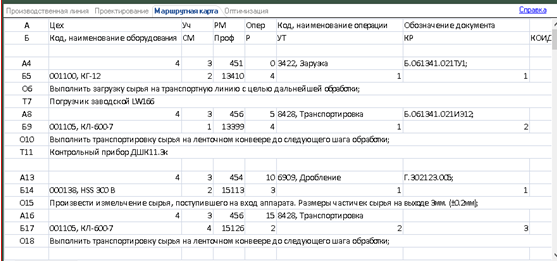 Производственная линия Проектирование Маршрутная карта Оптимизация Справка
А Цех Уч РМ Опер Код, наименование операции Обозначение документа
Б Код, наименование оборудования СМ Проф Р УТ КР КОИД
А4 4 3 451 0 3422, Зарузка Б.061341.021ТУ1;
Б5 001100, КГ-12 2 13410 4 1 1
О6 Выполнить загрузку сырья на транспортную линию с целью дальнейшей обработки;
Т7 Погрузчик заводской LW166
А8 4 3 456 5 8428, Транспортировка Б.061341.021ИЭ12;
Б9 001105, КЛ-600-7 1 13399 4 1 2
О10 Выполнить транспортировку сырья на ленточном конвеере до следующего шага обработки;
Т11 Контрольный прибор ДШК11.Эк
А13 4 3 454 10 6909, Дробление Г.302123.005;
Б14 000138, HSS 3C0 B 2 15113 3 1 1
О15 Произвести измельчение сырья, поступившего на вход аппарата. Размеры частичек сырья на выходе 3мм. (±0.2мм);
А16 4 3 456 15 8428, Транспортировка
Б17 001105, КЛ-600-7 4 15126 2 2 3
О18 Выполнить транспортировку сырья на ленточном конвеере до следующего шага обработки;